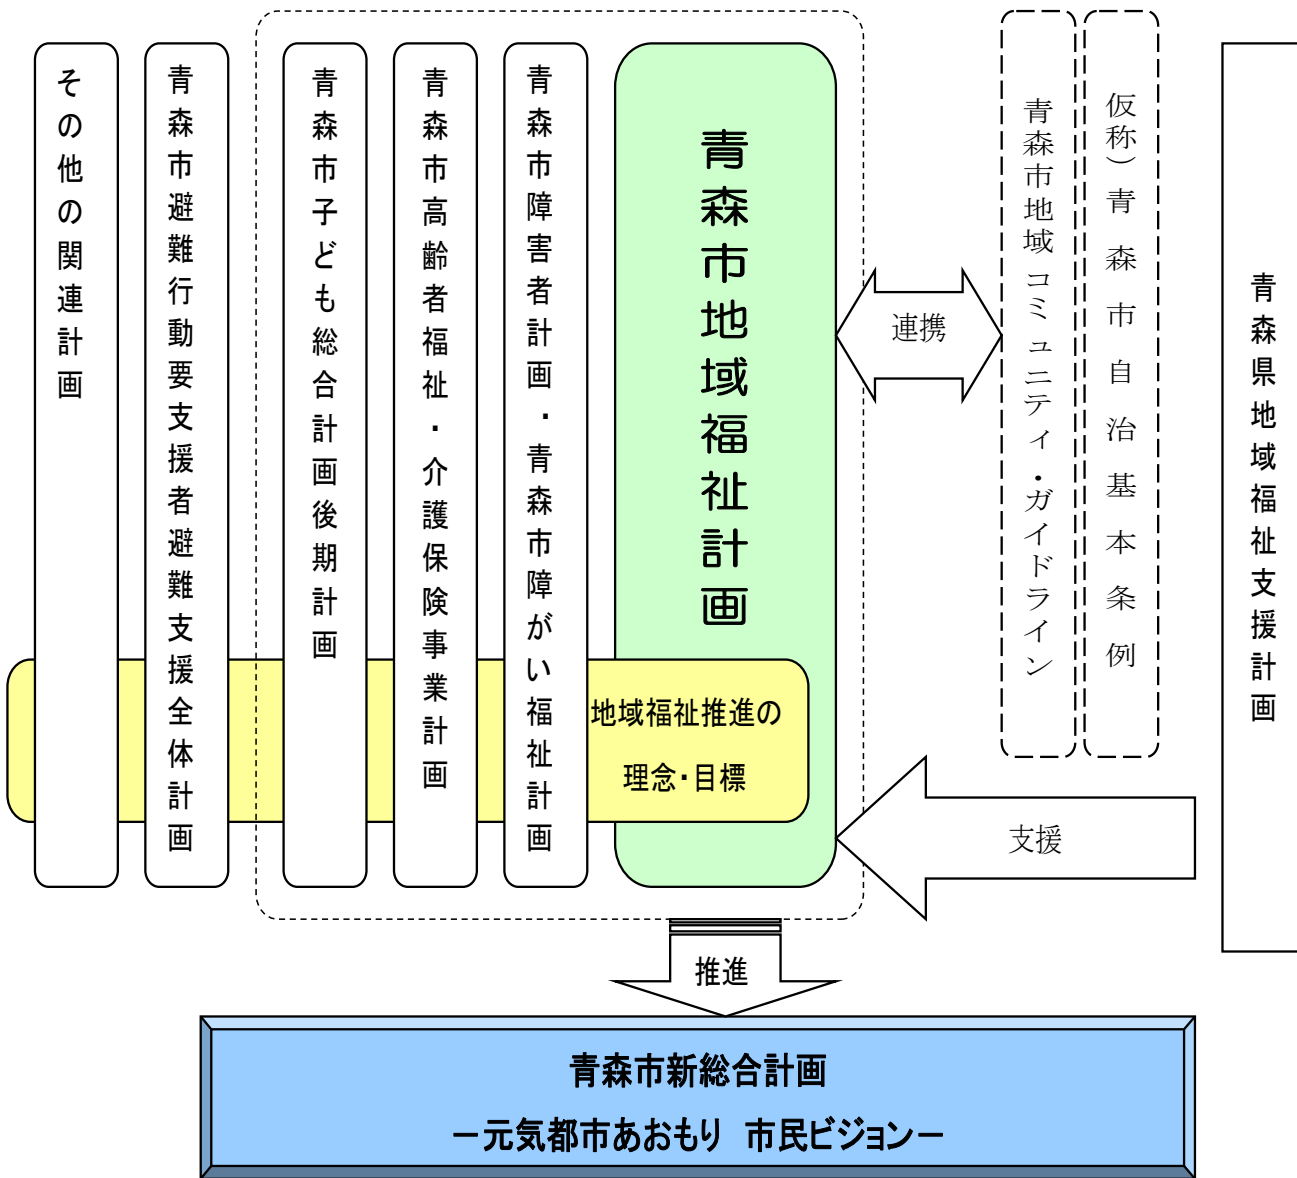 その他の関連計画
青森市避難行動要支援者避難支援全体計画
青森市子ども総合計画後期計画
青森市高齢者福祉・介護保険事業計画
青森市障害者計画・青森市障がい福祉計画
青森市地域福祉計画
地域福祉推進の
理念・目標
連携
青森市地域コミュニティ・ガイドライン
仮称）青森市自治基本条例
青森県地域福祉支援計画
支援
推進
青森市新総合計画
－元気都市あおもり 市民ビジョン－